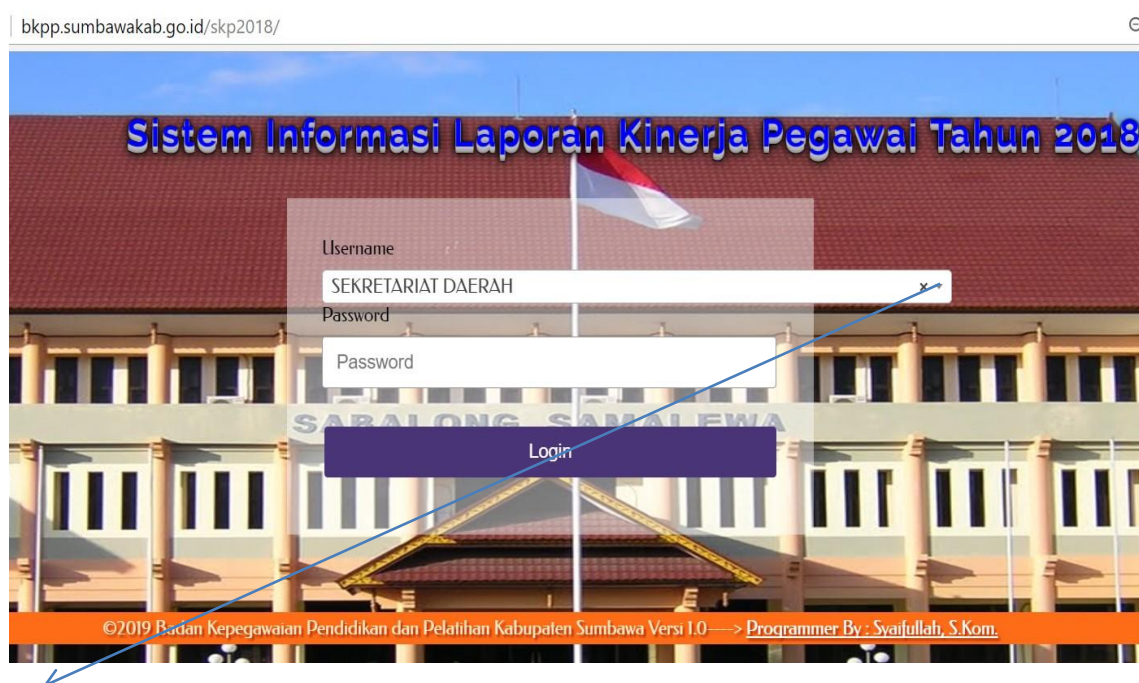 bkpp.sumbawakab.go.id/skp2018/
Sistem Informasi Laporan Kinerja Pegawai Tahun 2018
Username
SEKRETARIAT DAERAH
Password
Password
SABALONG SAMALEWA
Login
©2019 Badan Kepegawaian Pendidikan dan Pelatihan Kabupaten Sumbawa Versi 1.0----> Programmer By : Syaifullah, S.Kom.